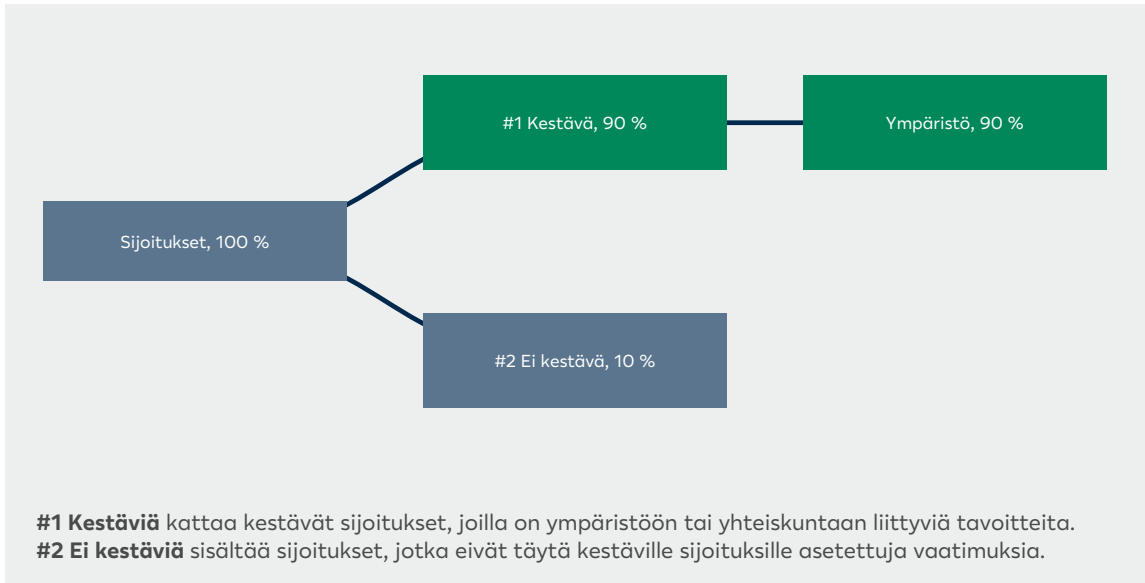 #1 Kestävä, 90 %
Ympäristö, 90 %
Sijoitukset, 100 %
#2 Ei kestävä, 10 %
#1 Kestäviä kattaa kestävät sijoitukset, joilla on ympäristöön tai yhteiskuntaan liittyviä tavoitteita.
#2 Ei kestäviä sisältää sijoitukset, jotka eivät täytä kestäville sijoituksille asetettuja vaatimuksia.